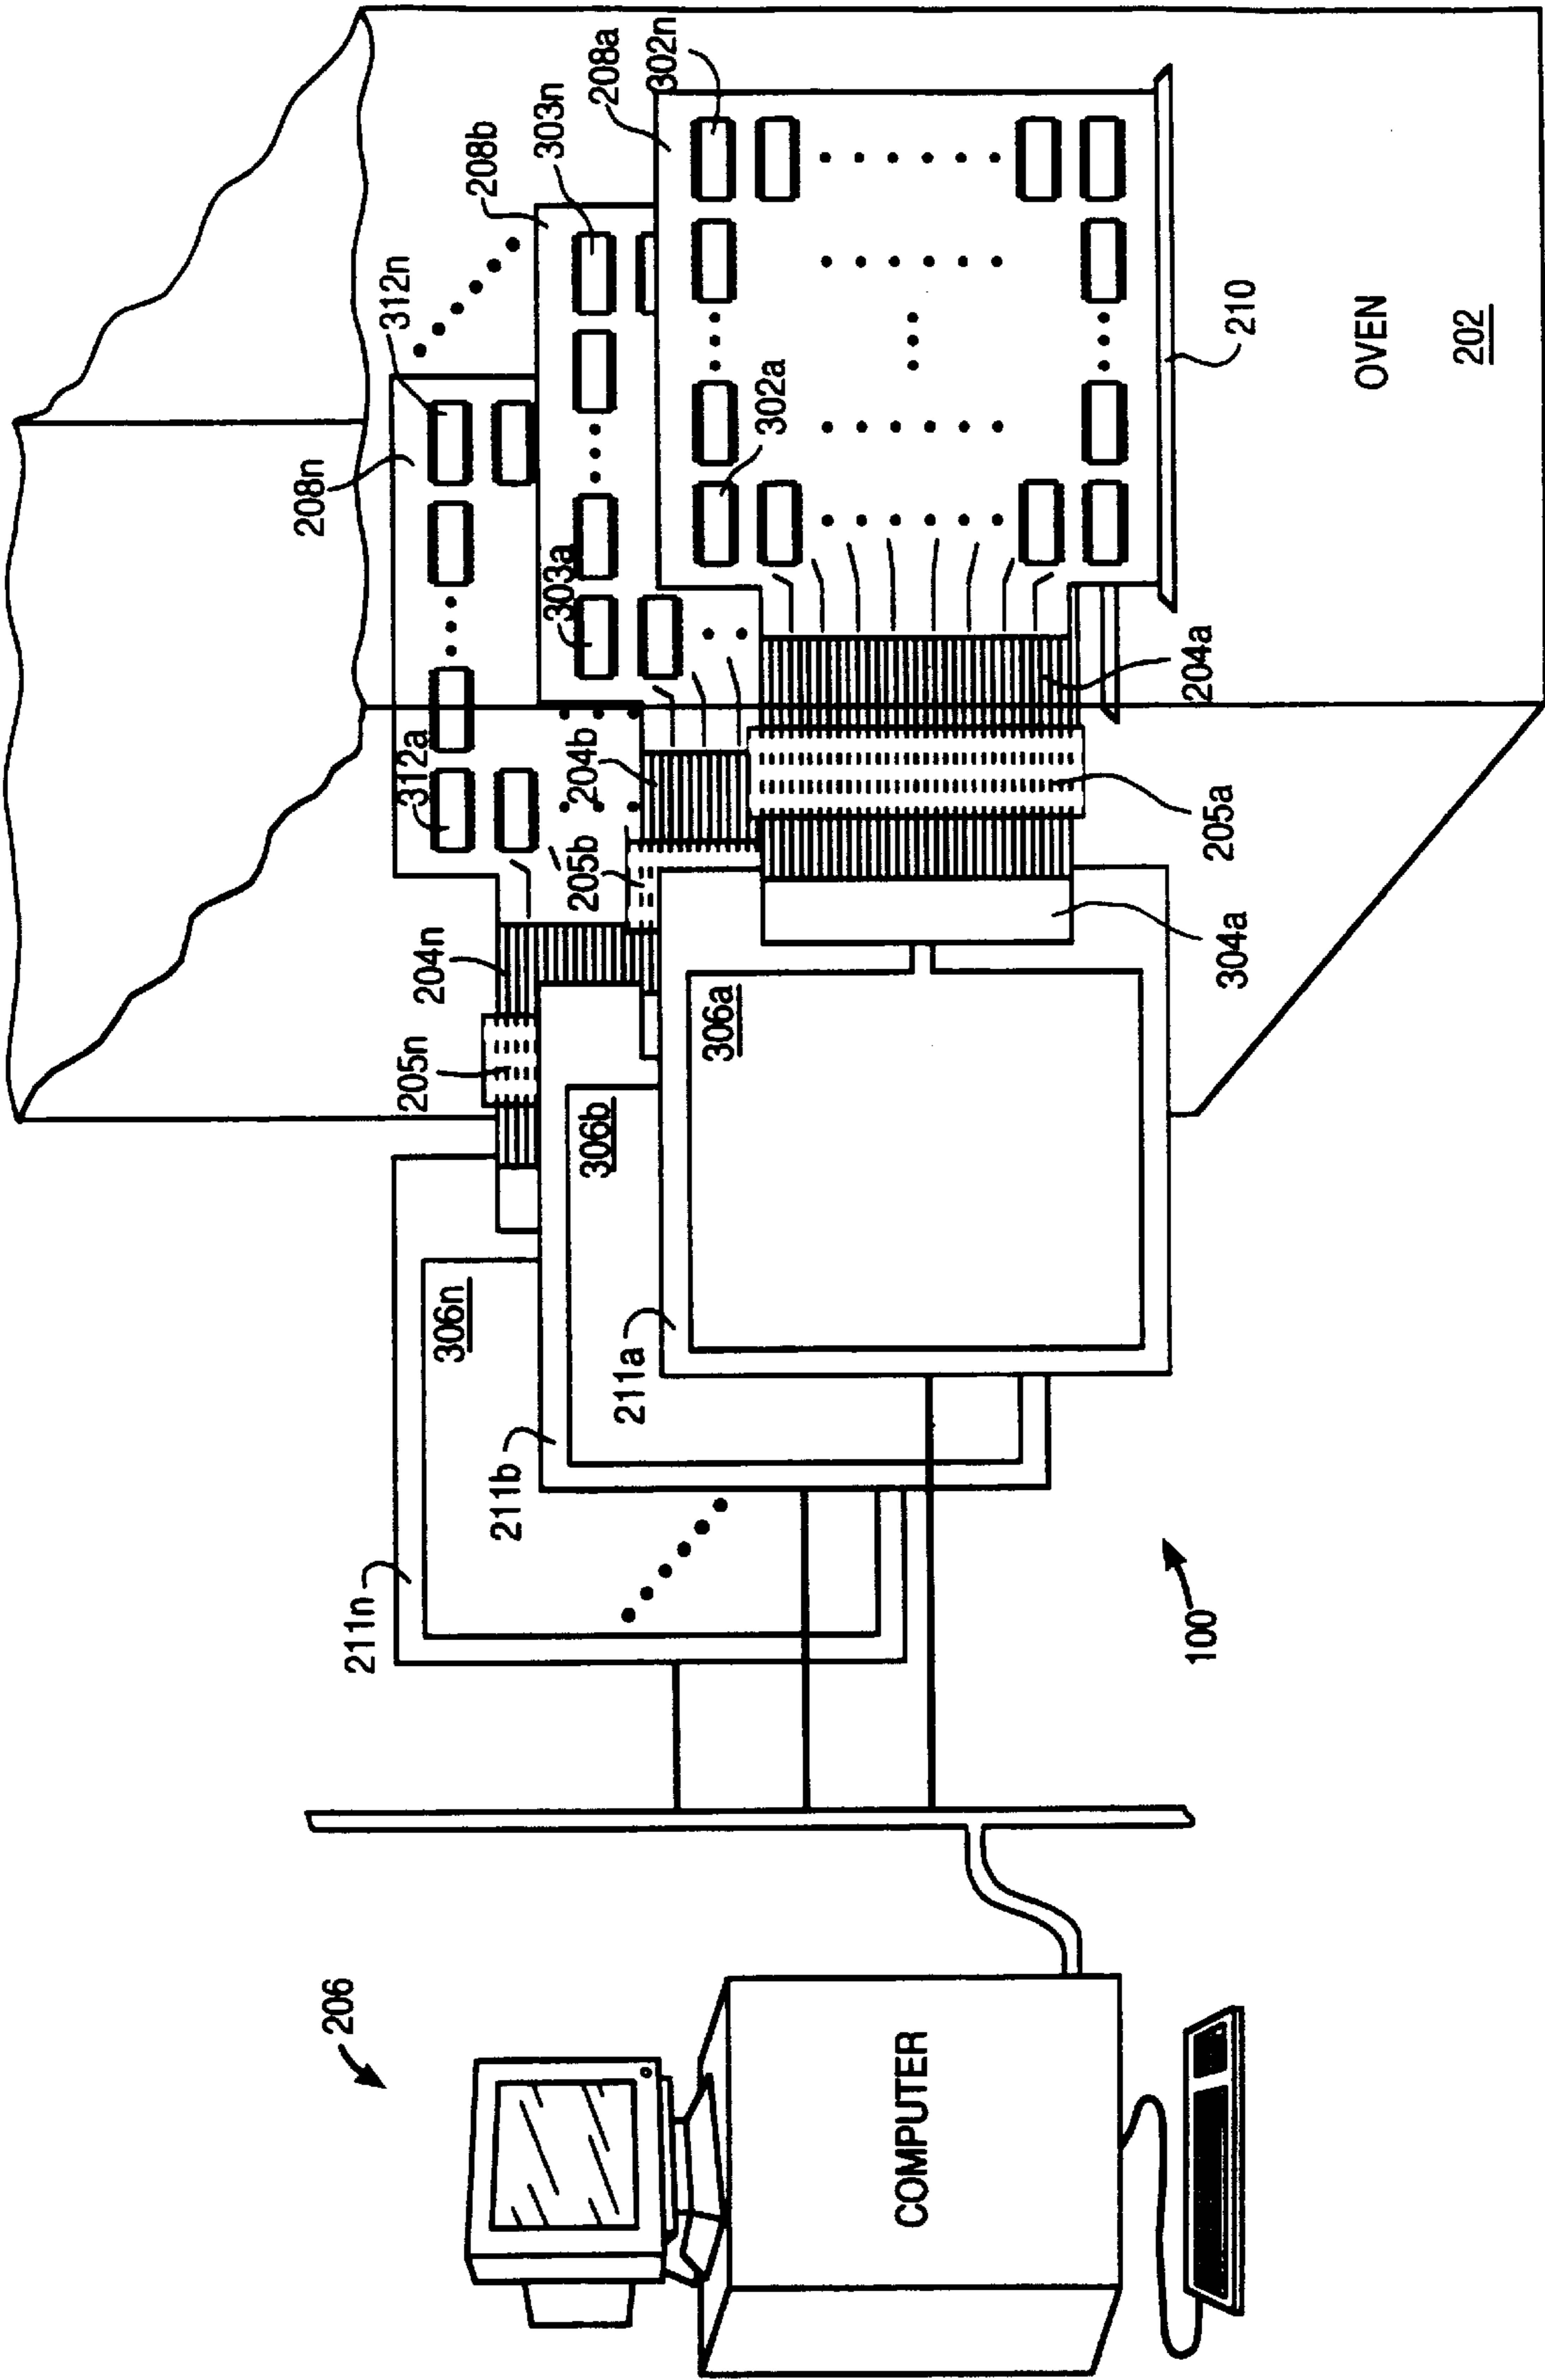 206
COMPUTER
100
211n
211b
211a
306n
306b
306a
205n
204n
205b
204b
304a
205a
204a
312a
303a
302a
208n
312n
208b
303n
208a
302n
210
OVEN
202